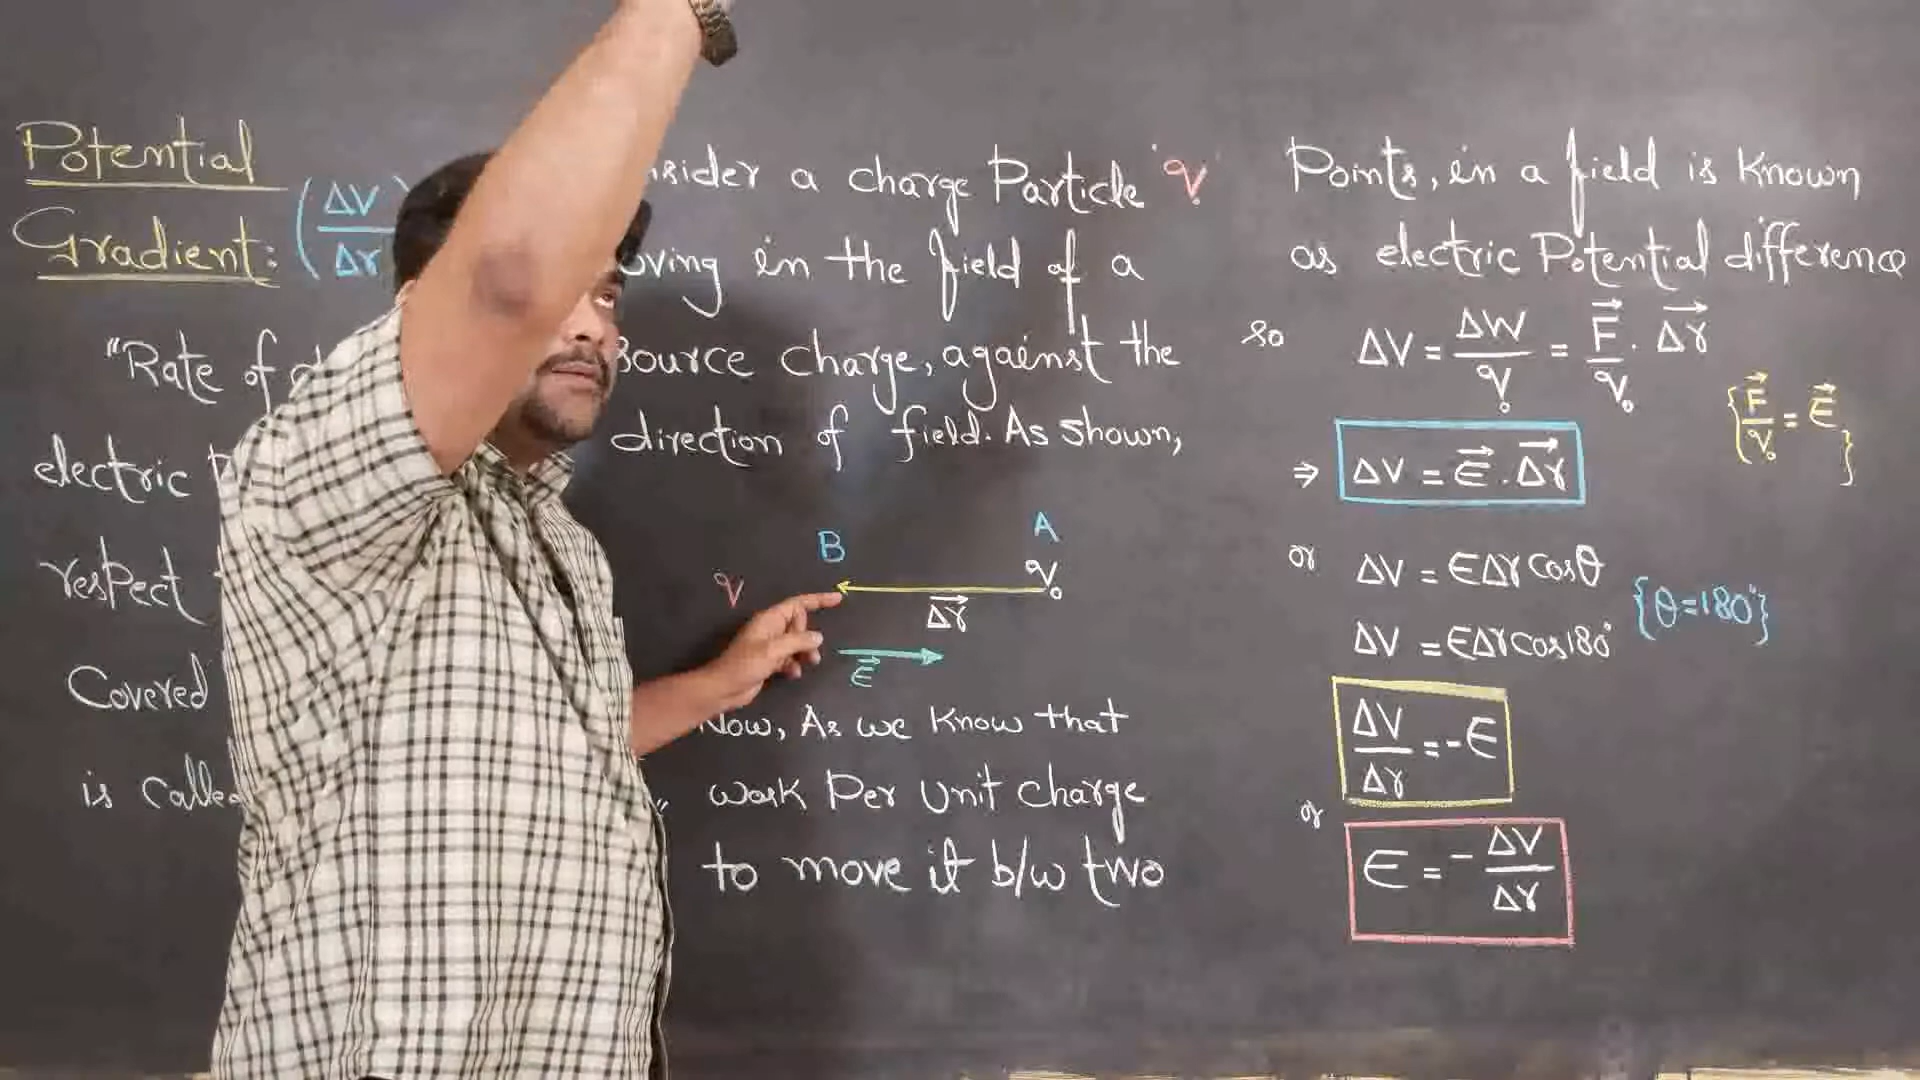 Potential
Gradient: (ΔV/Δr
"Rate of
electric
respect
Covered
is called
a charge Particle 'q₀'
in the field of a
source charge, against the
direction of field. As shown,
B A
q q₀
Δr⃗
E⃗
Now, As we know that
work Per Unit charge
to move it b/w two
Points, in a field is known
as electric Potential difference
so ΔV = ΔW/q₀ = F⃗/q₀ . Δr⃗
{F⃗/q₀ = E⃗}
⇒ ΔV = E⃗ . Δr⃗
or ΔV = EΔr cosθ
{θ=180°}
ΔV = EΔr cos180°
ΔV/Δr = -E
or E = - ΔV/Δr